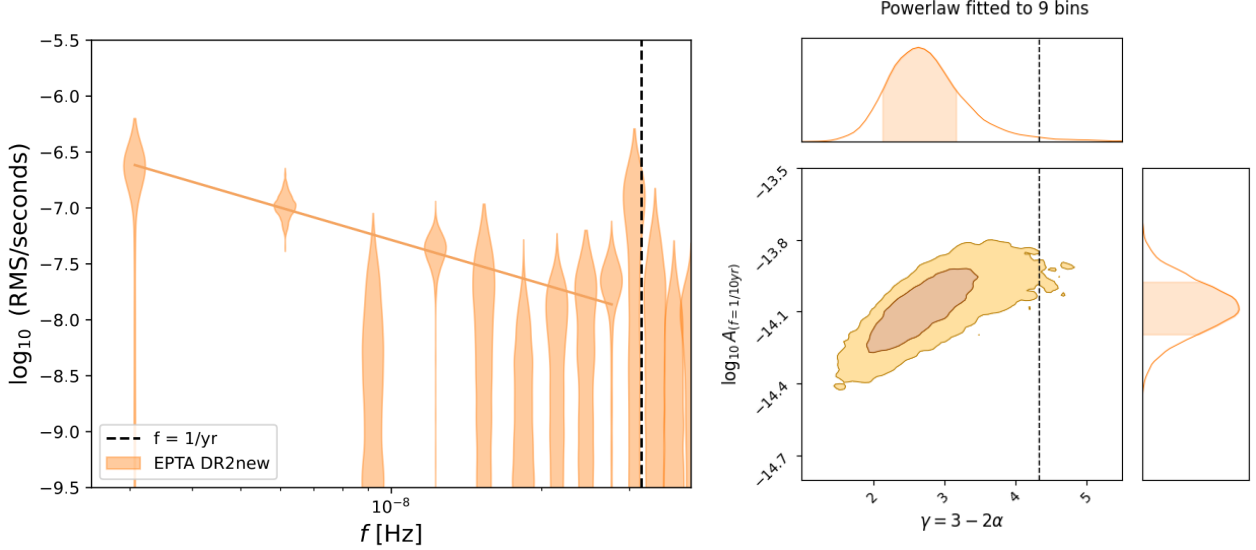 Powerlaw fitted to 9 bins
−5.5
−6.0
−6.5
−7.0
−7.5
−8.0
−8.5
−9.0
−9.5
log₁₀ (RMS/seconds)
f = 1/yr
EPTA DR2new
10⁻⁸
f [Hz]
−13.5
−13.8
−14.1
−14.4
−14.7
log₁₀ A₍f=1/10yr₎
2
3
4
5
γ = 3 − 2α